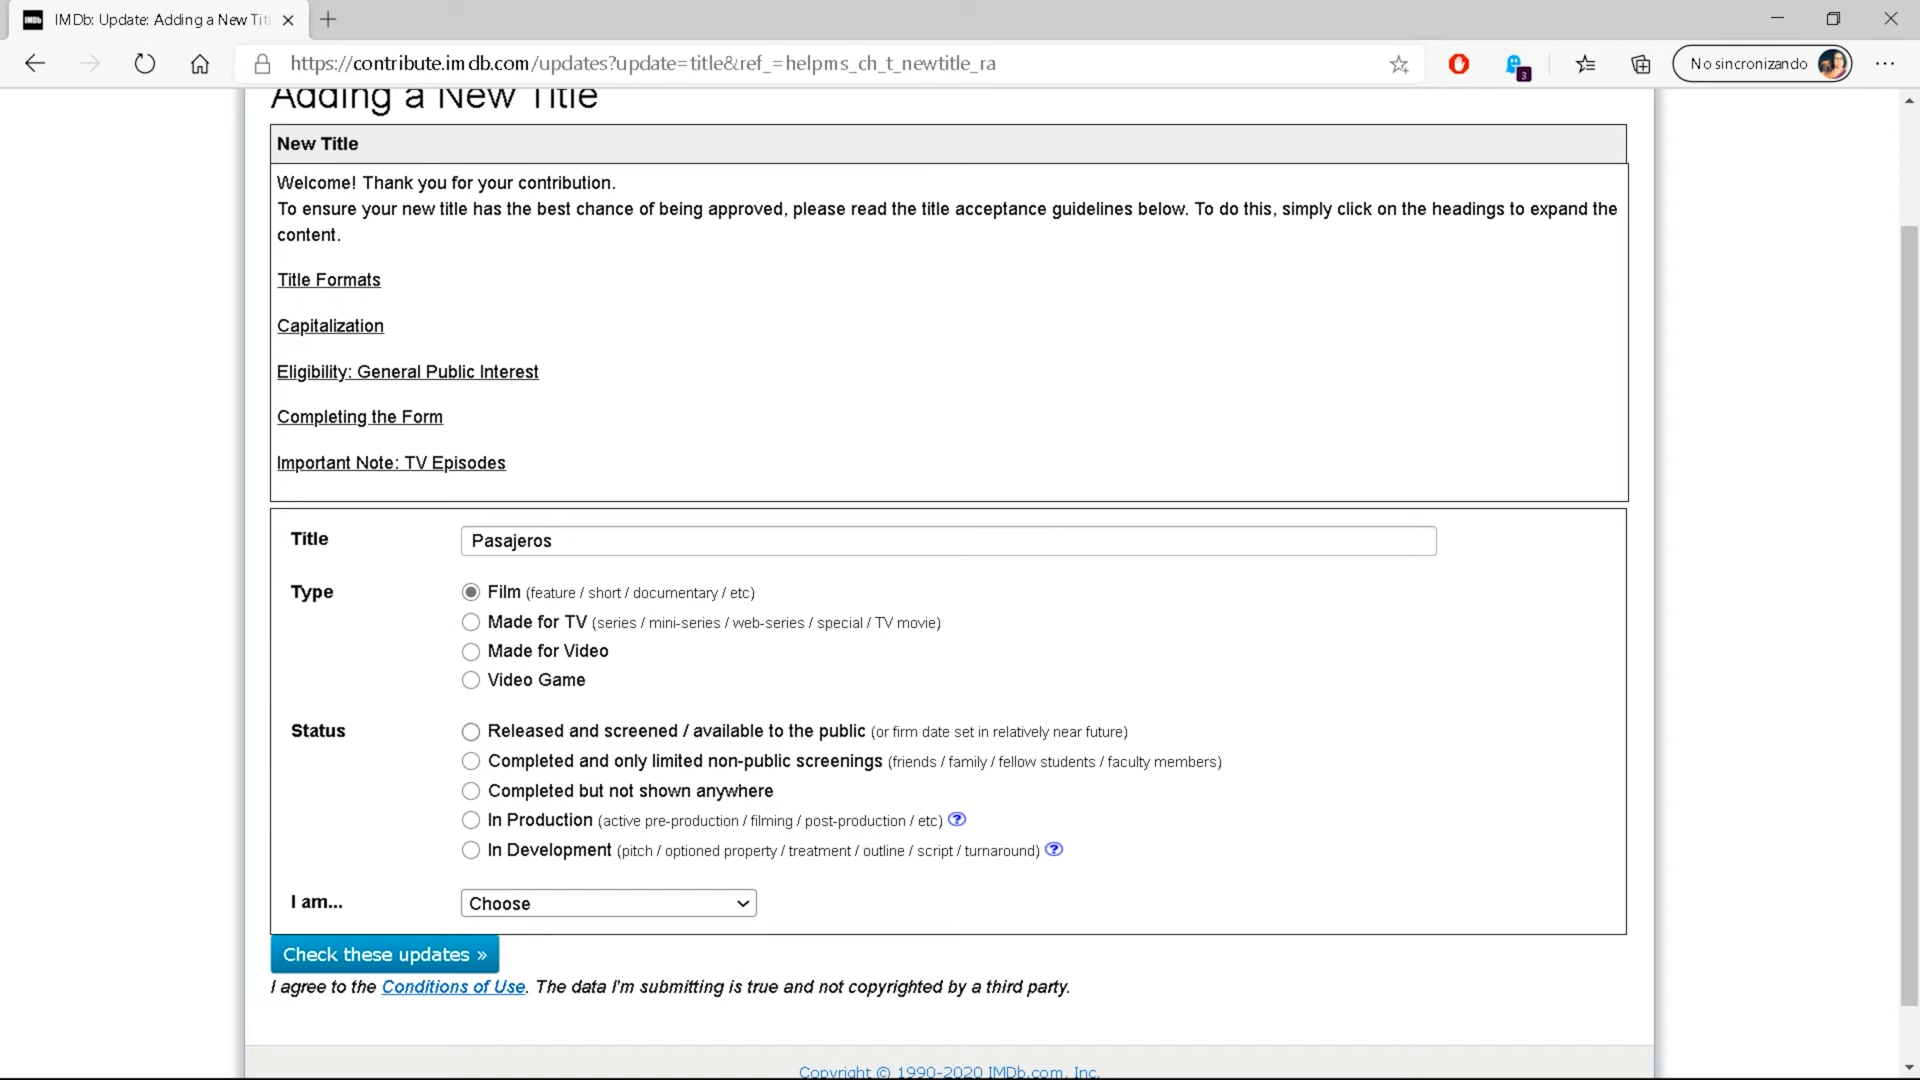 IMDb: Update: Adding a New Tit
https://contribute.imdb.com/updates?update=title&ref_=helpms_ch_t_newtitle_ra
3
No sincronizando
Adding a New Title
New Title
Welcome! Thank you for your contribution.
To ensure your new title has the best chance of being approved, please read the title acceptance guidelines below. To do this, simply click on the headings to expand the
content.
Title Formats
Capitalization
Eligibility: General Public Interest
Completing the Form
Important Note: TV Episodes
Title
Pasajeros
Type
Film (feature / short / documentary / etc)
Made for TV (series / mini-series / web-series / special / TV movie)
Made for Video
Video Game
Status
Released and screened / available to the public (or firm date set in relatively near future)
Completed and only limited non-public screenings (friends / family / fellow students / faculty members)
Completed but not shown anywhere
In Production (active pre-production / filming / post-production / etc) ?
In Development (pitch / optioned property / treatment / outline / script / turnaround) ?
I am...
Choose
Check these updates »
I agree to the Conditions of Use. The data I'm submitting is true and not copyrighted by a third party.
Copyright © 1990-2020 IMDb.com, Inc.